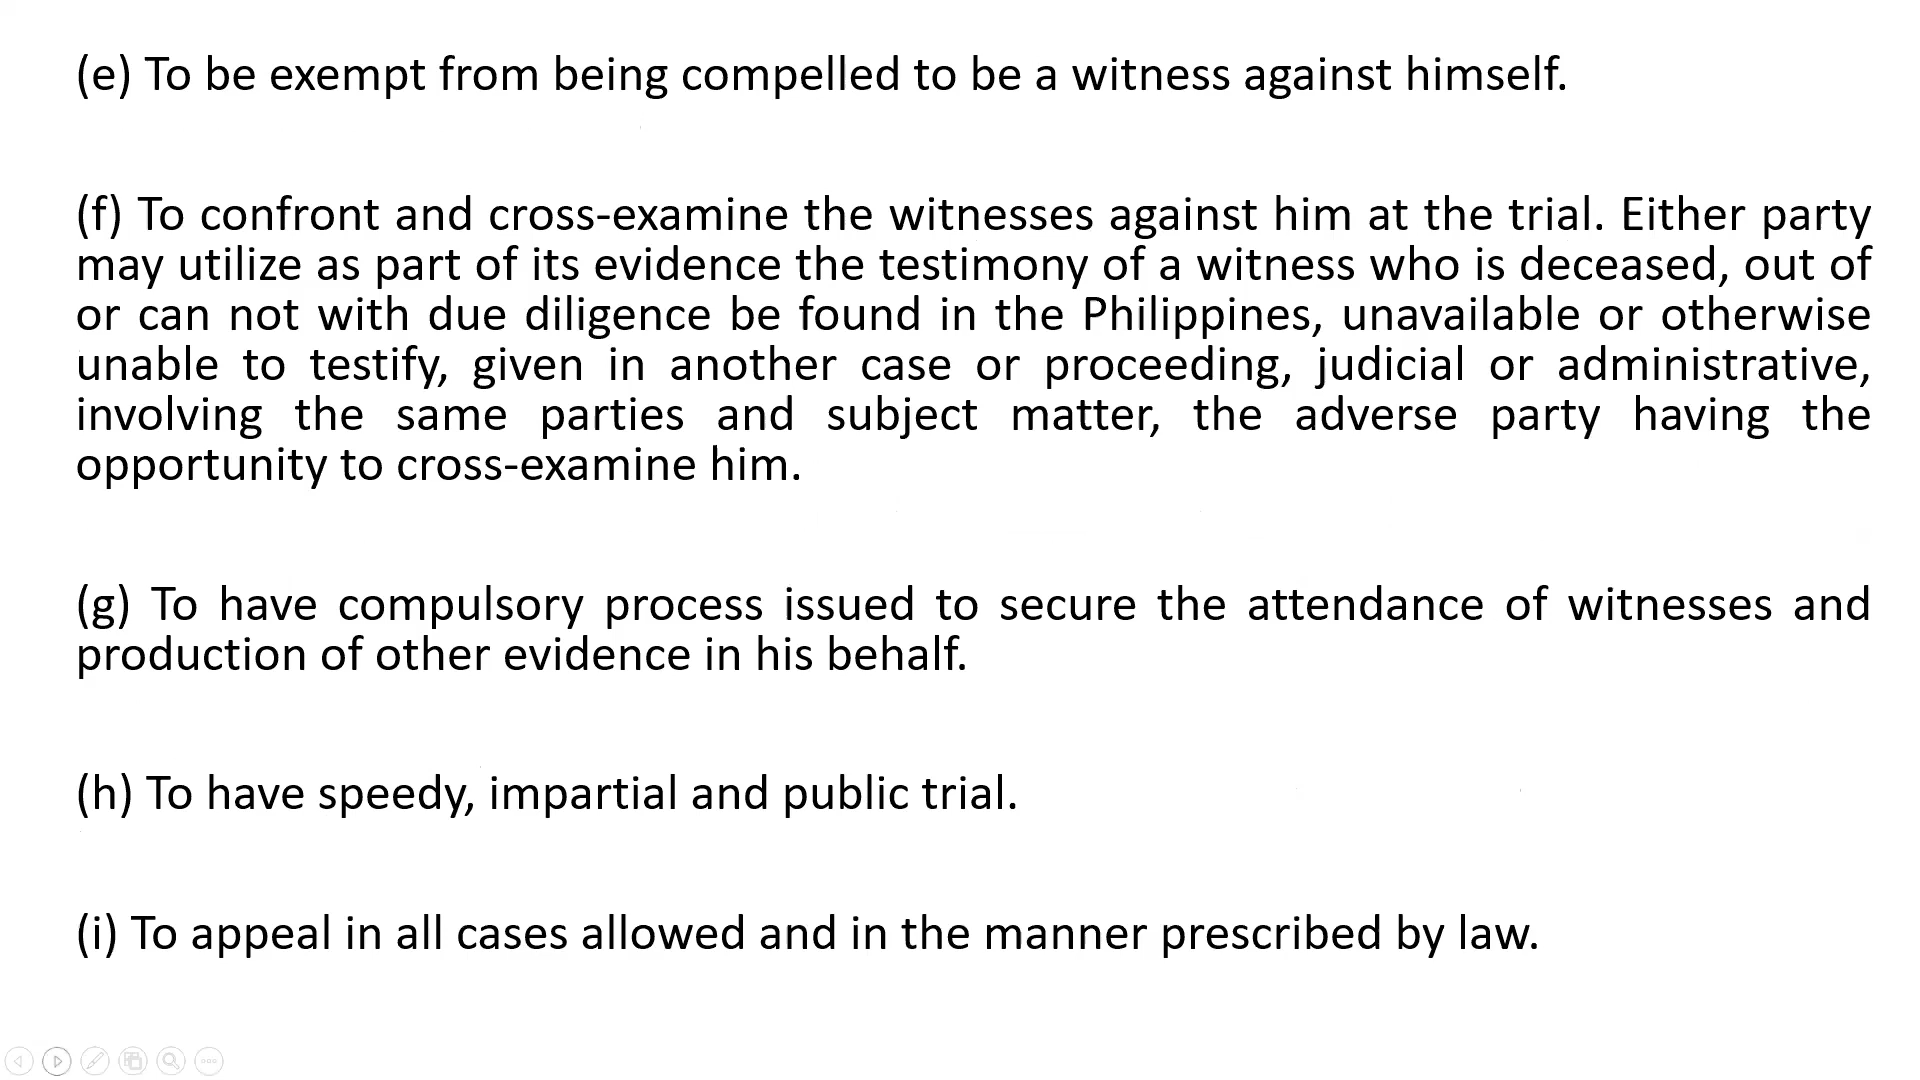 (e) To be exempt from being compelled to be a witness against himself.
(f) To confront and cross-examine the witnesses against him at the trial. Either party
may utilize as part of its evidence the testimony of a witness who is deceased, out of
or can not with due diligence be found in the Philippines, unavailable or otherwise
unable to testify, given in another case or proceeding, judicial or administrative,
involving the same parties and subject matter, the adverse party having the
opportunity to cross-examine him.
(g) To have compulsory process issued to secure the attendance of witnesses and
production of other evidence in his behalf.
(h) To have speedy, impartial and public trial.
(i) To appeal in all cases allowed and in the manner prescribed by law.